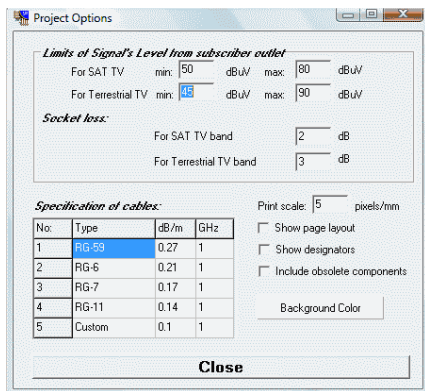 Project Options
Limits of Signal's Level from subscriber outlet
For SAT TV min: 50 dBuV max: 80 dBuV
For Terrestrial TV min: 45 dBuV max: 90 dBuV
Socket loss:
For SAT TV band 2 dB
For Terrestrial TV band 3 dB
Specification of cables:
No: Type dB/m GHz
1 RG-59 0.27 1
2 RG-6 0.21 1
3 RG-7 0.17 1
4 RG-11 0.14 1
5 Custom 0.1 1
Print scale: 5 pixels/mm
Show page layout
Show designators
Include obsolete components
Background Color
Close